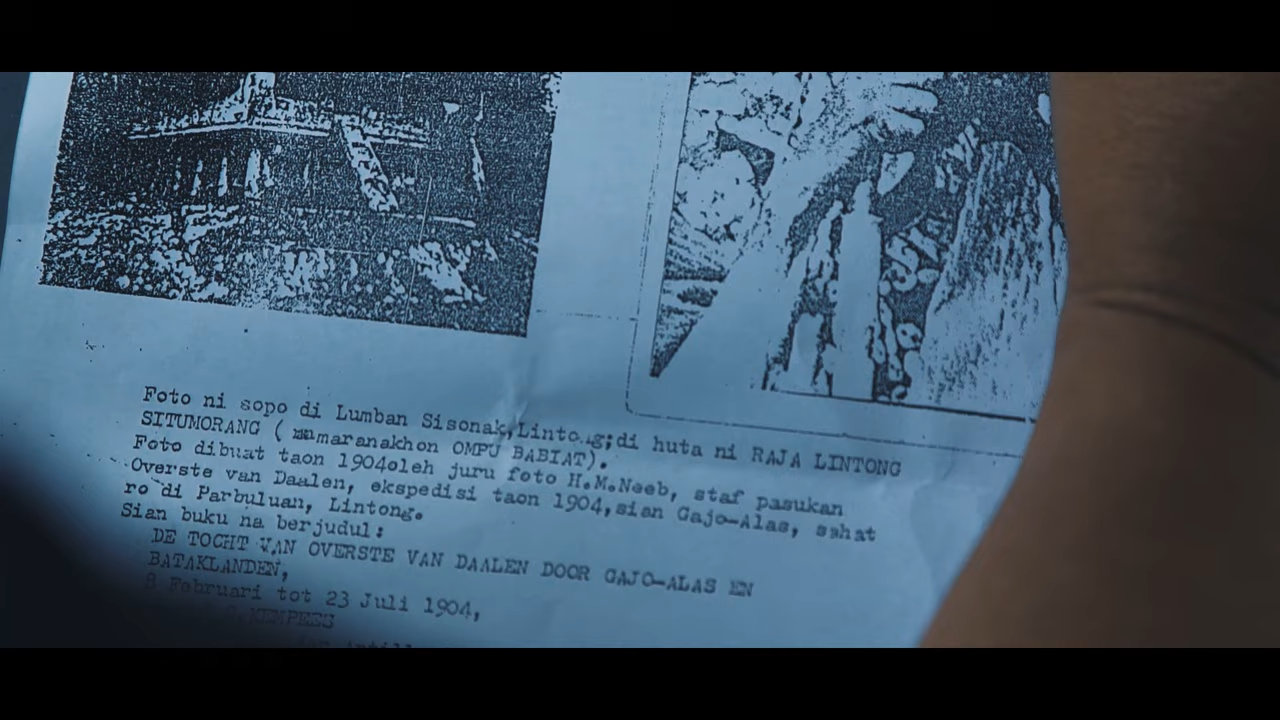 Foto ni sopo di Lumban Sisonak,Lintong;di huta ni RAJA LINTONG
SITUMORANG ( mamaranakhon OMPU BABIAT).
Foto dibuat taon 1904oleh juru foto H.M.Neeb, staf pasukan
Overste van Daalen, ekspedisi taon 1904,sian Gajo-Alas, sahat
ro di Parbuluan, Lintong.
Sian buku na berjudul:
DE TOCHT VAN OVERSTE VAN DAALEN DOOR GAJO-ALAS EN
BATAKLANDEN,
8 Februari tot 23 Juli 1904,
KEMPEES